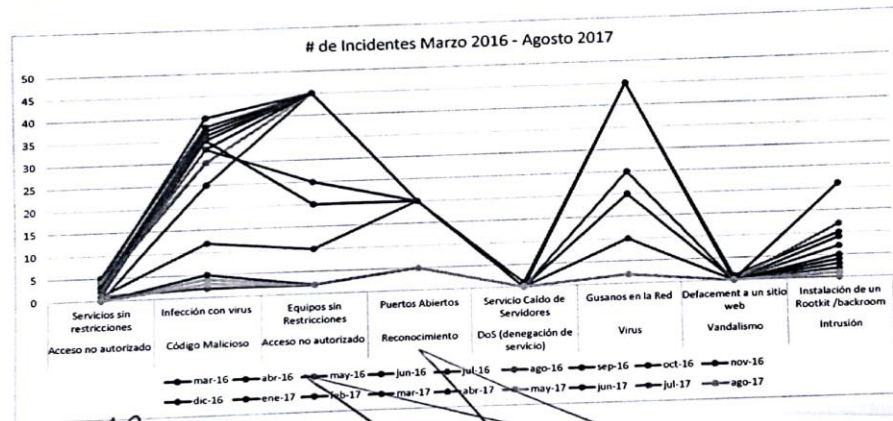 # de Incidentes Marzo 2016 - Agosto 2017
50
45
40
35
30
25
20
15
10
5
0
Servicios sin restricciones
Acceso no autorizado
Infección con virus
Código Malicioso
Equipos sin Restricciones
Acceso no autorizado
Puertos Abiertos
Reconocimiento
Servicio Caído de Servidores
DoS (denegación de servicio)
Gusanos en la Red
Virus
Defacement a un sitio web
Vandalismo
Instalación de un Rootkit /backroom
Intrusión
mar-16 abr-16 may-16 jun-16 jul-16 ago-16 sep-16 oct-16 nov-16
dic-16 ene-17 feb-17 mar-17 abr-17 may-17 jun-17 jul-17 ago-17